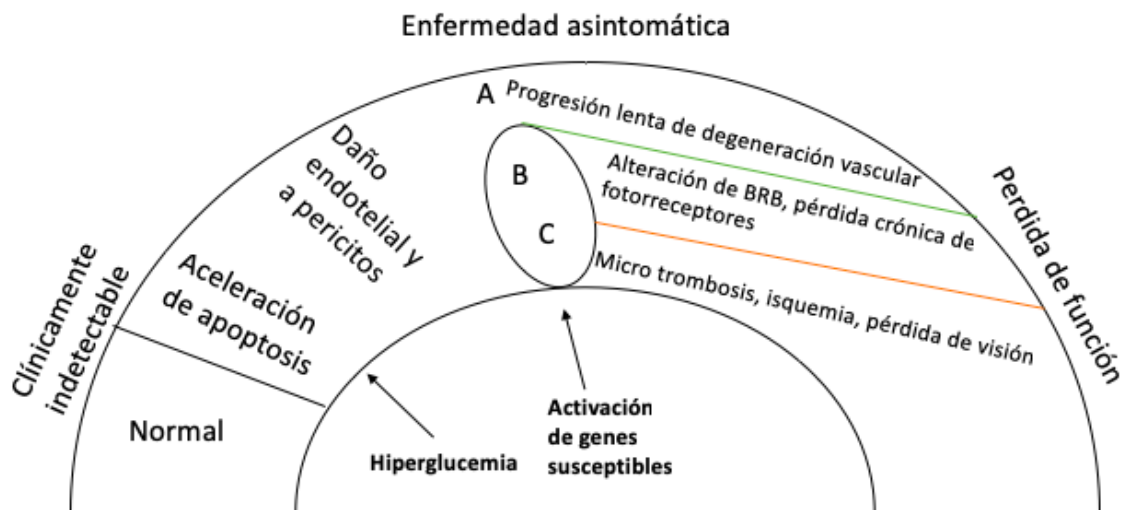 Enfermedad asintomática
A
Progresión lenta de degeneración vascular
Daño
endotelial y
a pericitos
B
C
Alteración de BRB, pérdida crónica de
fotorreceptores
Micro trombosis, isquemia, pérdida de visión
Perdida de función
Clínicamente
indetectable
Aceleración
de apoptosis
Normal
Hiperglucemia
Activación
de genes
susceptibles